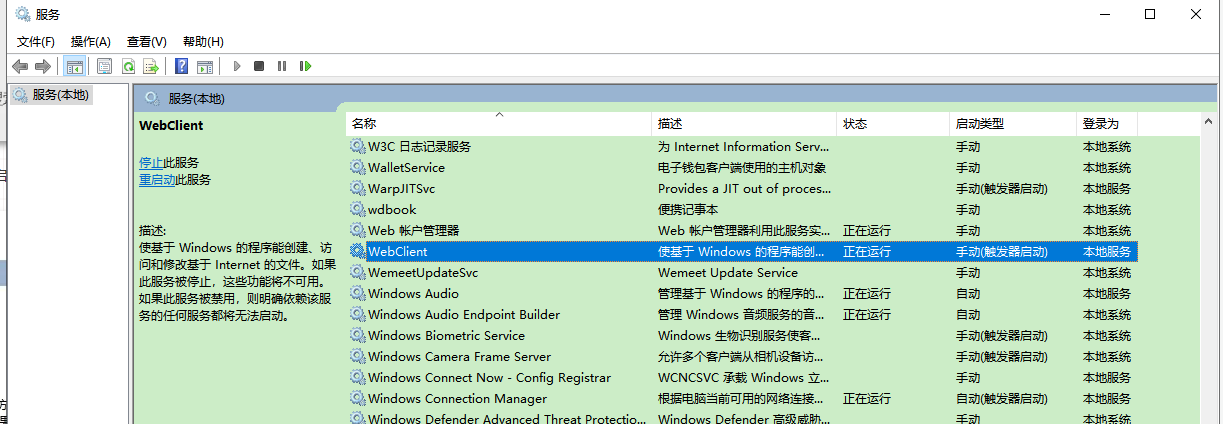 服务
文件(F) 操作(A) 查看(V) 帮助(H)
服务(本地)
服务(本地)
WebClient
停止此服务
重启动此服务
描述:
使基于 Windows 的程序能创建、访
问和修改基于 Internet 的文件。如果
此服务被停止，这些功能将不可用。
如果此服务被禁用，则明确依赖该服
务的任何服务都将无法启动。
名称 描述 状态 启动类型 登录为
W3C 日志记录服务 为 Internet Information Serv... 手动 本地系统
WalletService 电子钱包客户端使用的主机对象 手动 本地系统
WarpJITSvc Provides a JIT out of proces... 手动(触发器启动) 本地服务
wdbook 便携记事本 手动 本地系统
Web 帐户管理器 Web 帐户管理器利用此服务实... 正在运行 手动 本地系统
WebClient 使基于 Windows 的程序能创... 正在运行 手动(触发器启动) 本地服务
WemeetUpdateSvc Wemeet Update Service 手动 本地系统
Windows Audio 管理基于 Windows 的程序的... 正在运行 自动 本地服务
Windows Audio Endpoint Builder 管理 Windows 音频服务的音... 正在运行 自动 本地系统
Windows Biometric Service Windows 生物识别服务使客... 手动(触发器启动) 本地系统
Windows Camera Frame Server 允许多个客户端从相机设备访... 手动(触发器启动) 本地系统
Windows Connect Now - Config Registrar WCNCSVC 承载 Windows 立... 手动 本地服务
Windows Connection Manager 根据电脑当前可用的网络连接... 正在运行 自动(触发器启动) 本地服务
Windows Defender Advanced Threat Protectio... Windows Defender 高级威胁... 手动 本地系统